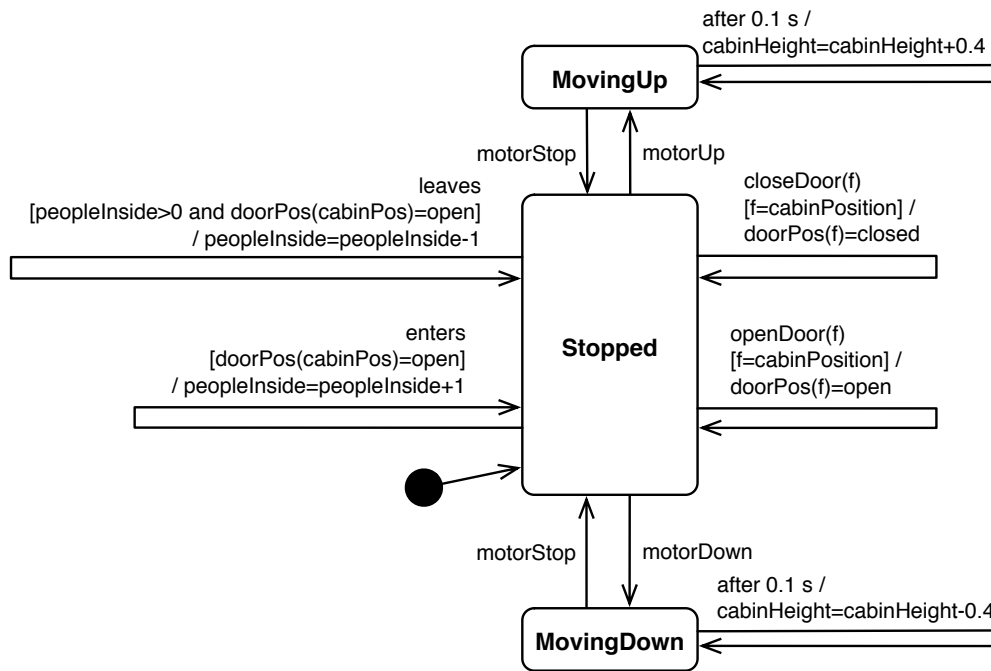 after 0.1 s /
cabinHeight=cabinHeight+0.4
MovingUp
motorStop
motorUp
leaves
[peopleInside>0 and doorPos(cabinPos)=open]
/ peopleInside=peopleInside-1
closeDoor(f)
[f=cabinPosition] /
doorPos(f)=closed
enters
[doorPos(cabinPos)=open]
/ peopleInside=peopleInside+1
Stopped
openDoor(f)
[f=cabinPosition] /
doorPos(f)=open
motorStop
motorDown
after 0.1 s /
cabinHeight=cabinHeight-0.4
MovingDown